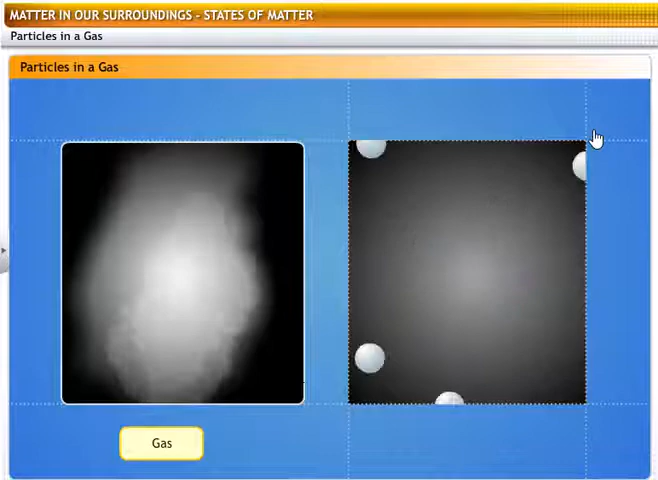 MATTER IN OUR SURROUNDINGS - STATES OF MATTER
Particles in a Gas
Particles in a Gas
Gas